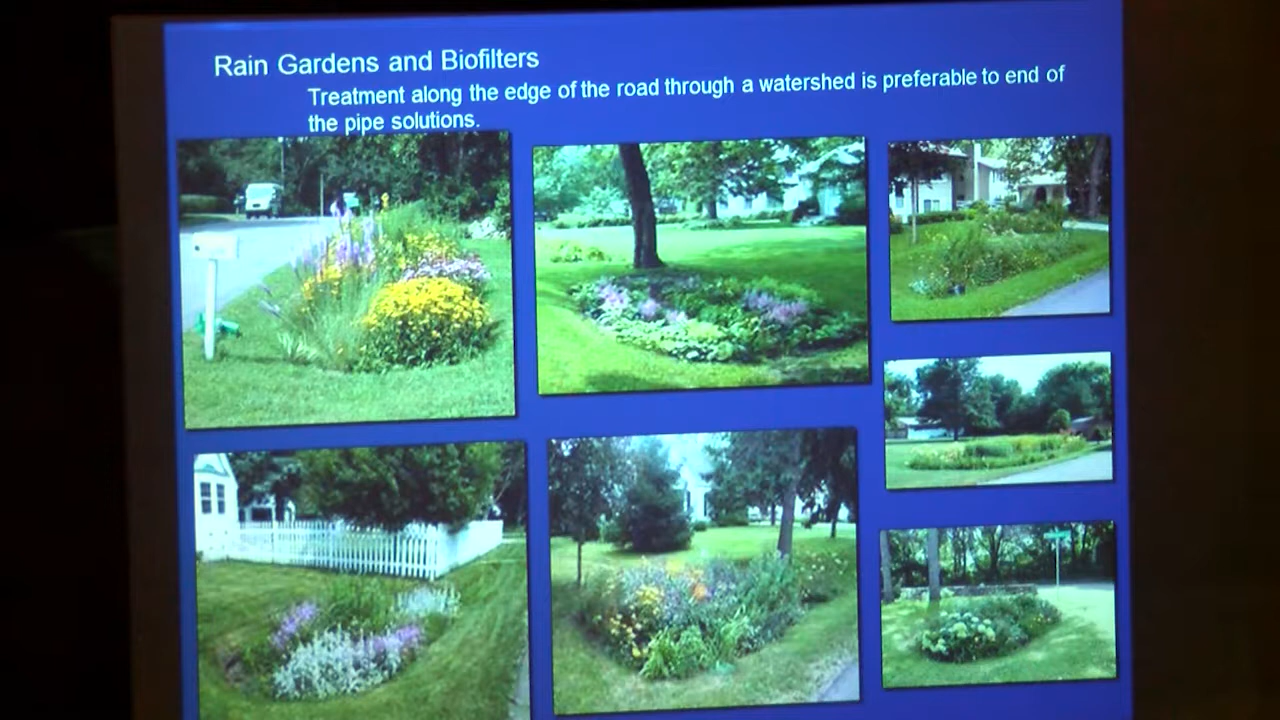 Rain Gardens and Biofilters
Treatment along the edge of the road through a watershed is preferable to end of
the pipe solutions.